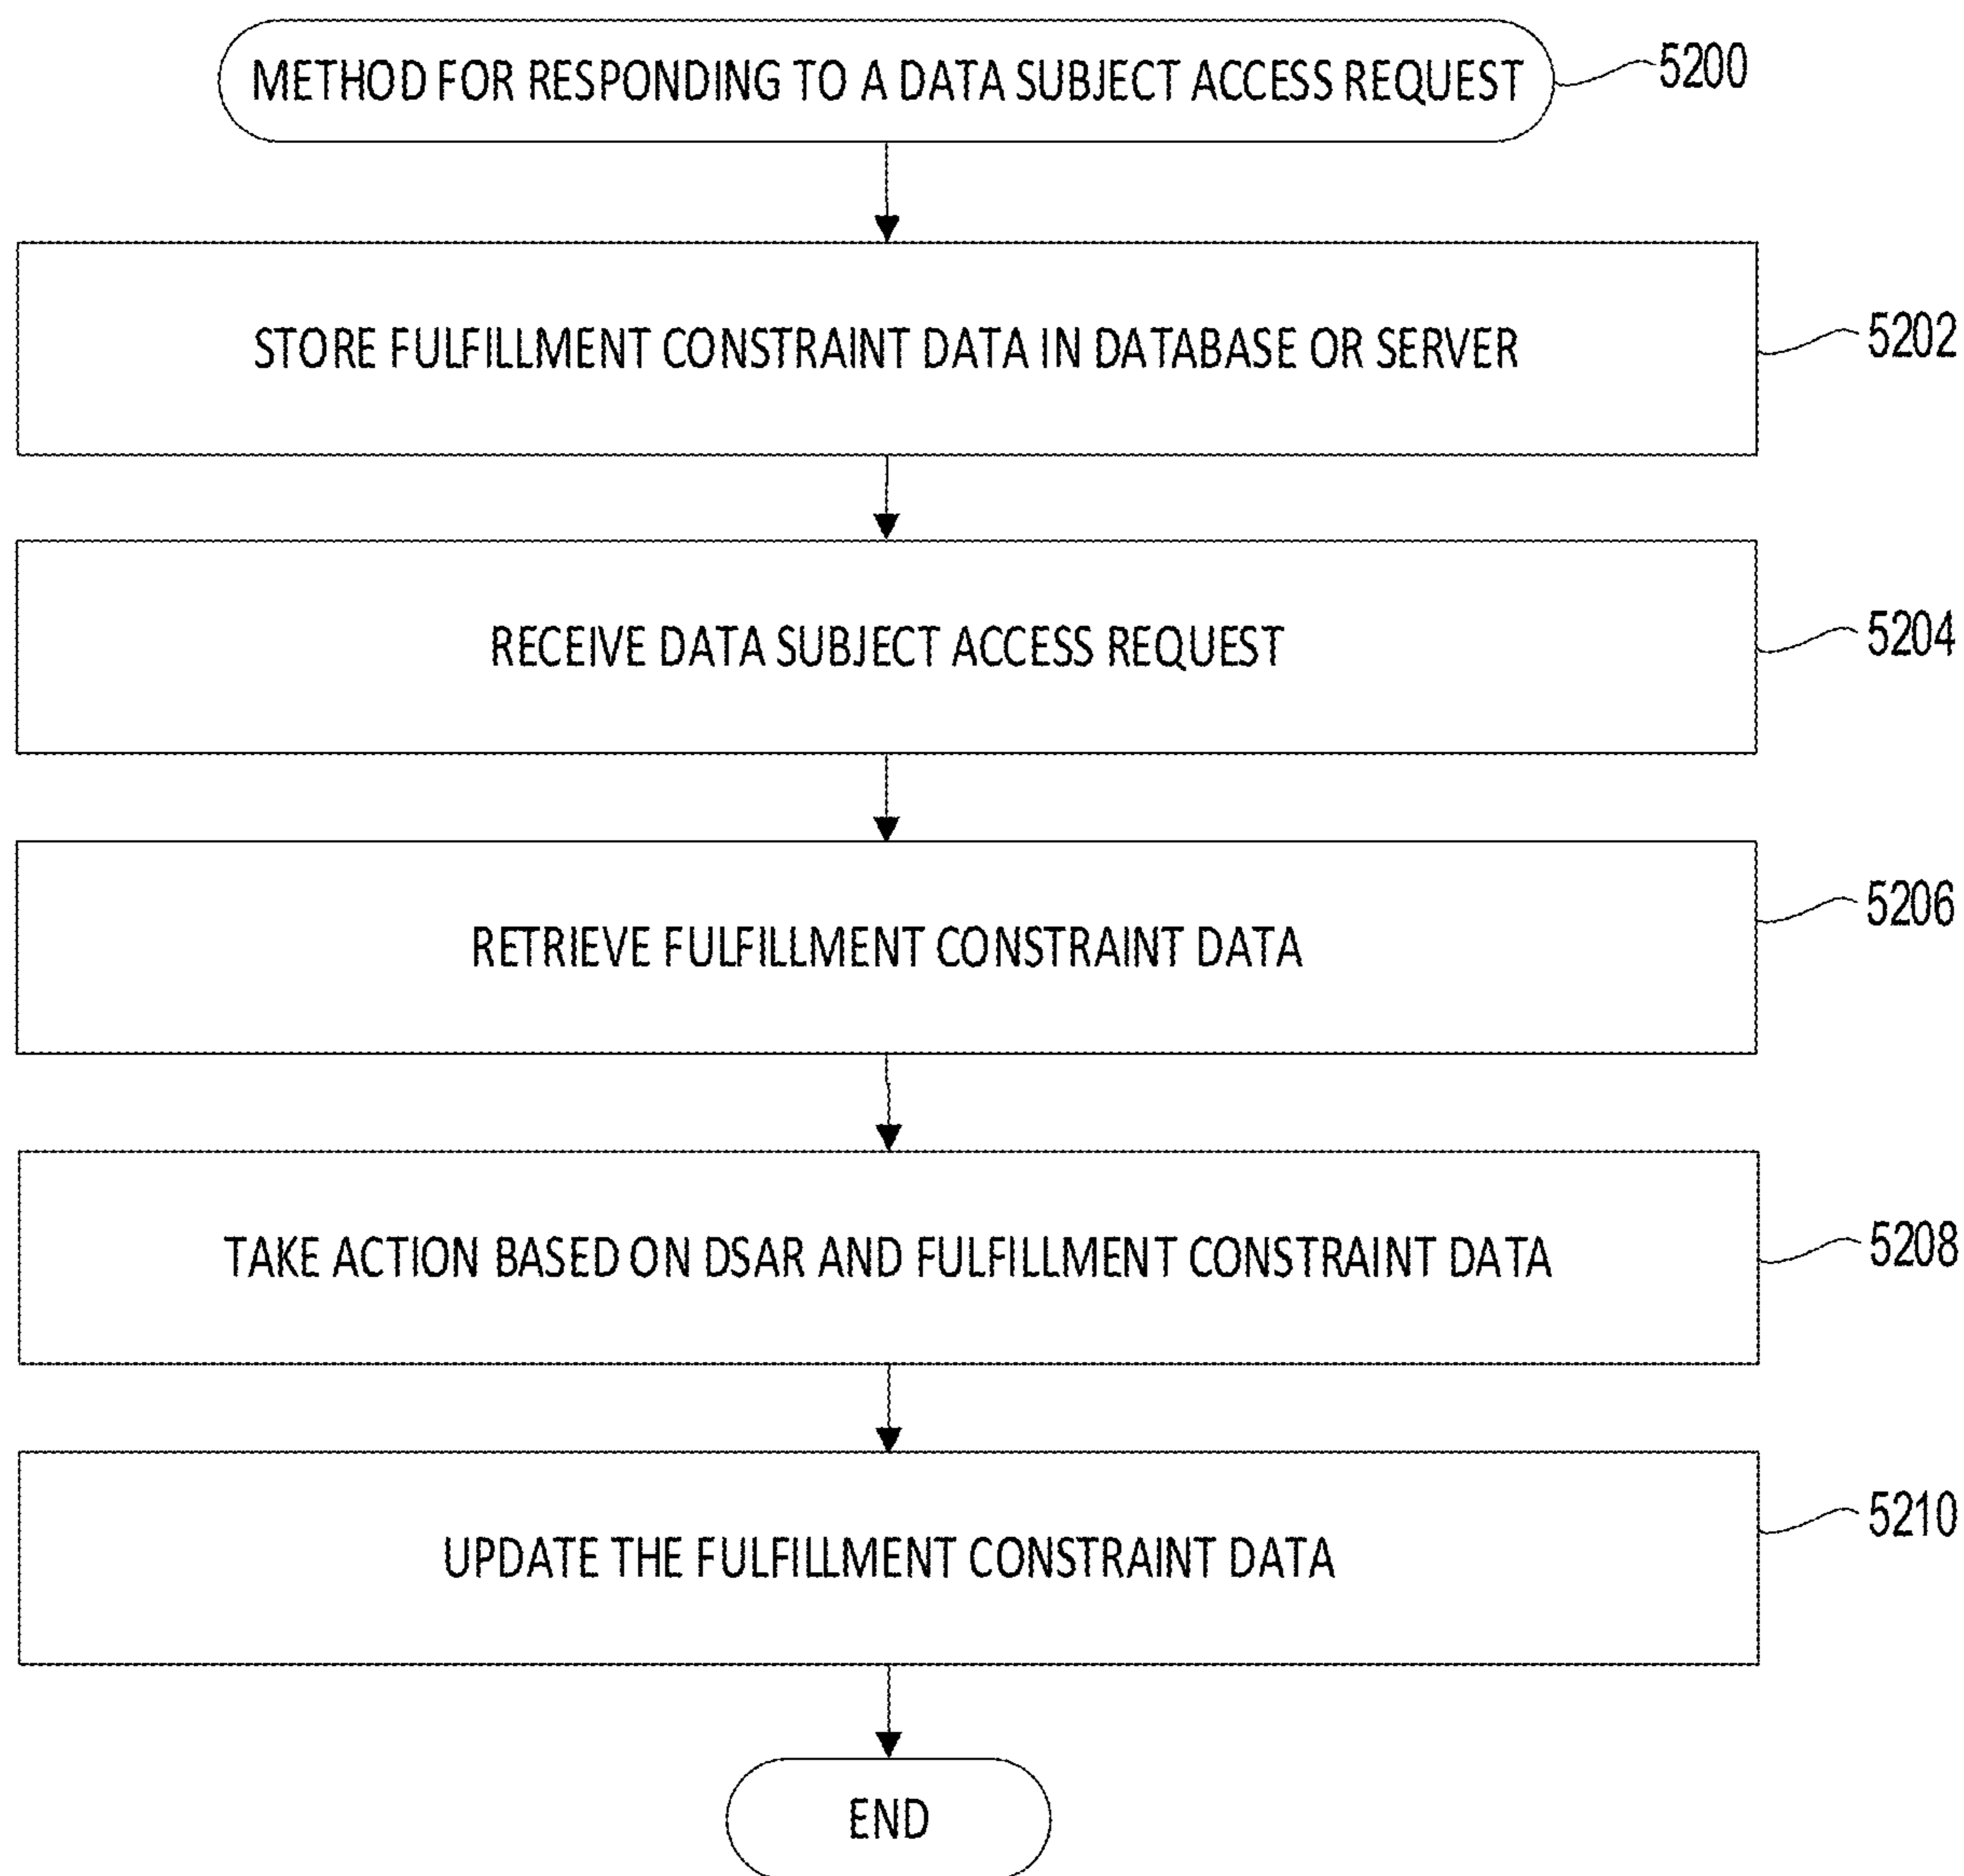 METHOD FOR RESPONDING TO A DATA SUBJECT ACCESS REQUEST
5200
STORE FULFILLMENT CONSTRAINT DATA IN DATABASE OR SERVER
5202
RECEIVE DATA SUBJECT ACCESS REQUEST
5204
RETRIEVE FULFILLMENT CONSTRAINT DATA
5206
TAKE ACTION BASED ON DSAR AND FULFILLMENT CONSTRAINT DATA
5208
UPDATE THE FULFILLMENT CONSTRAINT DATA
5210
END